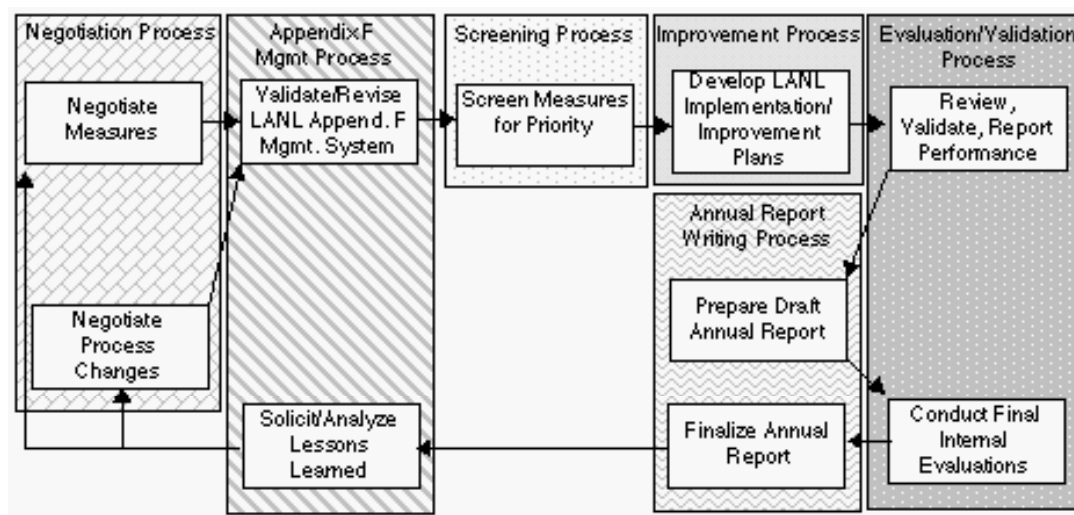 Negotiation Process
Negotiate
Measures
Negotiate
Process
Changes
Appendix F
Mgmt Process
Validate/Revise
LANL Append. F
Mgmt. System
Solicit/Analyze
Lessons
Learned
Screening Process
Screen Measures
for Priority
Improvement Process
Develop LANL
Implementation/
Improvement
Plans
Annual Report
Writing Process
Prepare Draft
Annual Report
Finalize Annual
Report
Evaluation/Validation
Process
Review,
Validate, Report
Performance
Conduct Final
Internal
Evaluations